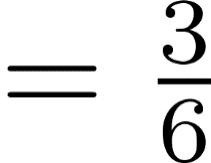 = 3/6